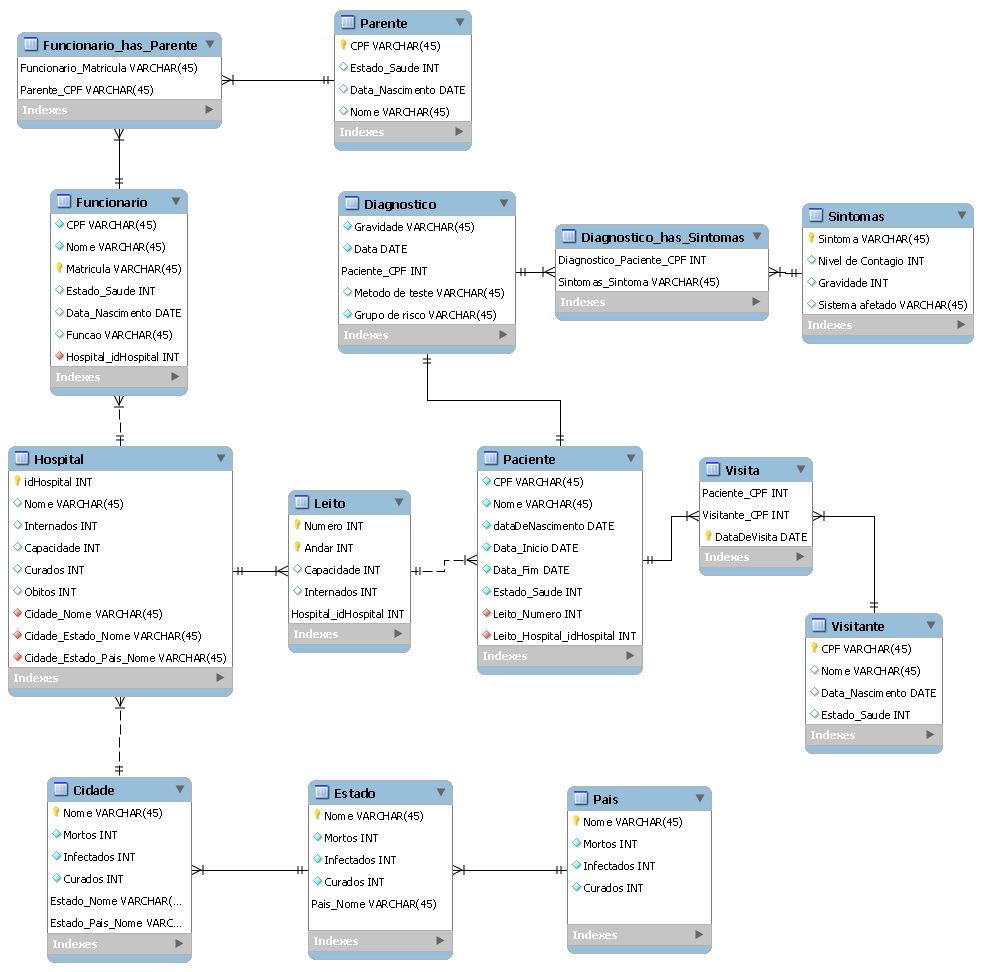 Funcionario_has_Parente
Funcionario_Matricula VARCHAR(45)
Parente_CPF VARCHAR(45)
Indexes
Parente
CPF VARCHAR(45)
Estado_Saude INT
Data_Nascimento DATE
Nome VARCHAR(45)
Indexes
Funcionario
CPF VARCHAR(45)
Nome VARCHAR(45)
Matricula VARCHAR(45)
Estado_Saude INT
Data_Nascimento DATE
Funcao VARCHAR(45)
Hospital_idHospital INT
Indexes
Diagnostico
Gravidade VARCHAR(45)
Data DATE
Paciente_CPF INT
Metodo de teste VARCHAR(45)
Grupo de risco VARCHAR(45)
Indexes
Diagnostico_has_Sintomas
Diagnostico_Paciente_CPF INT
Sintomas_Sintoma VARCHAR(45)
Indexes
Sintomas
Sintoma VARCHAR(45)
Nivel de Contagio INT
Gravidade INT
Sistema afetado VARCHAR(45)
Indexes
Hospital
idHospital INT
Nome VARCHAR(45)
Internados INT
Capacidade INT
Curados INT
Obitos INT
Cidade_Nome VARCHAR(45)
Cidade_Estado_Nome VARCHAR(45)
Cidade_Estado_Pais_Nome VARCHAR(45)
Indexes
Leito
Numero INT
Andar INT
Capacidade INT
Internados INT
Hospital_idHospital INT
Indexes
Paciente
CPF VARCHAR(45)
Nome VARCHAR(45)
dataDeNascimento DATE
Data_Inicio DATE
Data_Fim DATE
Estado_Saude INT
Leito_Numero INT
Leito_Hospital_idHospital INT
Indexes
Visita
Paciente_CPF INT
Visitante_CPF INT
DataDeVisita DATE
Indexes
Visitante
CPF VARCHAR(45)
Nome VARCHAR(45)
Data_Nascimento DATE
Estado_Saude INT
Indexes
Cidade
Nome VARCHAR(45)
Mortos INT
Infectados INT
Curados INT
Estado_Nome VARCHAR(...
Estado_Pais_Nome VARC...
Indexes
Estado
Nome VARCHAR(45)
Mortos INT
Infectados INT
Curados INT
Pais_Nome VARCHAR(45)
Indexes
Pais
Nome VARCHAR(45)
Mortos INT
Infectados INT
Curados INT
Indexes